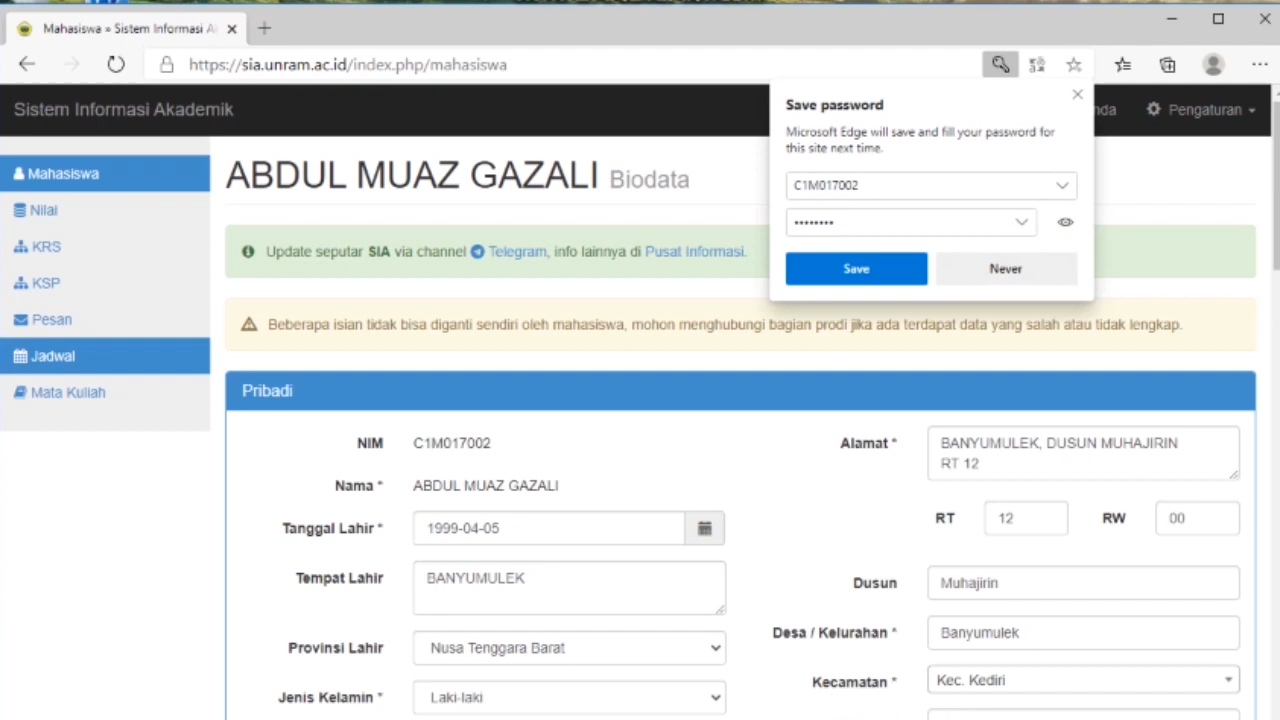 Mahasiswa » Sistem Informasi A
https://sia.unram.ac.id/index.php/mahasiswa
Sistem Informasi Akademik
nda
Pengaturan
Save password
Microsoft Edge will save and fill your password for
this site next time.
C1M017002
••••••••
Save
Never
Mahasiswa
Nilai
KRS
KSP
Pesan
Jadwal
Mata Kuliah
ABDUL MUAZ GAZALI Biodata
Update seputar SIA via channel Telegram, info lainnya di Pusat Informasi.
Beberapa isian tidak bisa diganti sendiri oleh mahasiswa, mohon menghubungi bagian prodi jika ada terdapat data yang salah atau tidak lengkap.
Pribadi
NIM C1M017002
Nama * ABDUL MUAZ GAZALI
Tanggal Lahir * 1999-04-05
Tempat Lahir BANYUMULEK
Provinsi Lahir Nusa Tenggara Barat
Jenis Kelamin * Laki-laki
Alamat * BANYUMULEK, DUSUN MUHAJIRIN
RT 12
RT 12 RW 00
Dusun Muhajirin
Desa / Kelurahan * Banyumulek
Kecamatan * Kec. Kediri